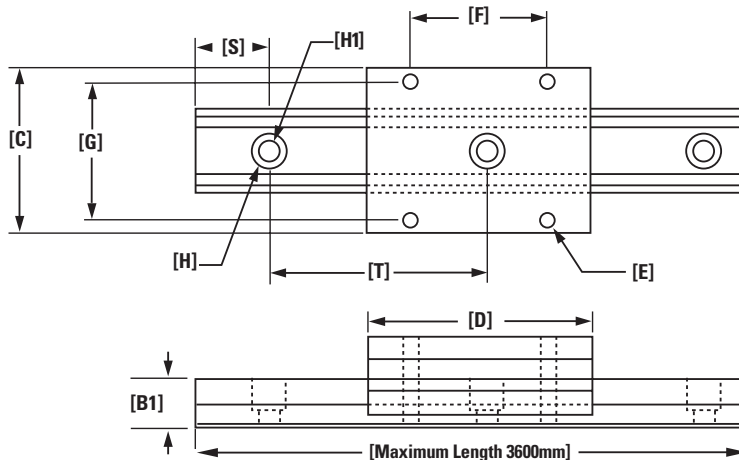 [F]
[S]
[H1]
[C]
[G]
[H]
[T]
[E]
[D]
[B1]
[Maximum Length 3600mm]